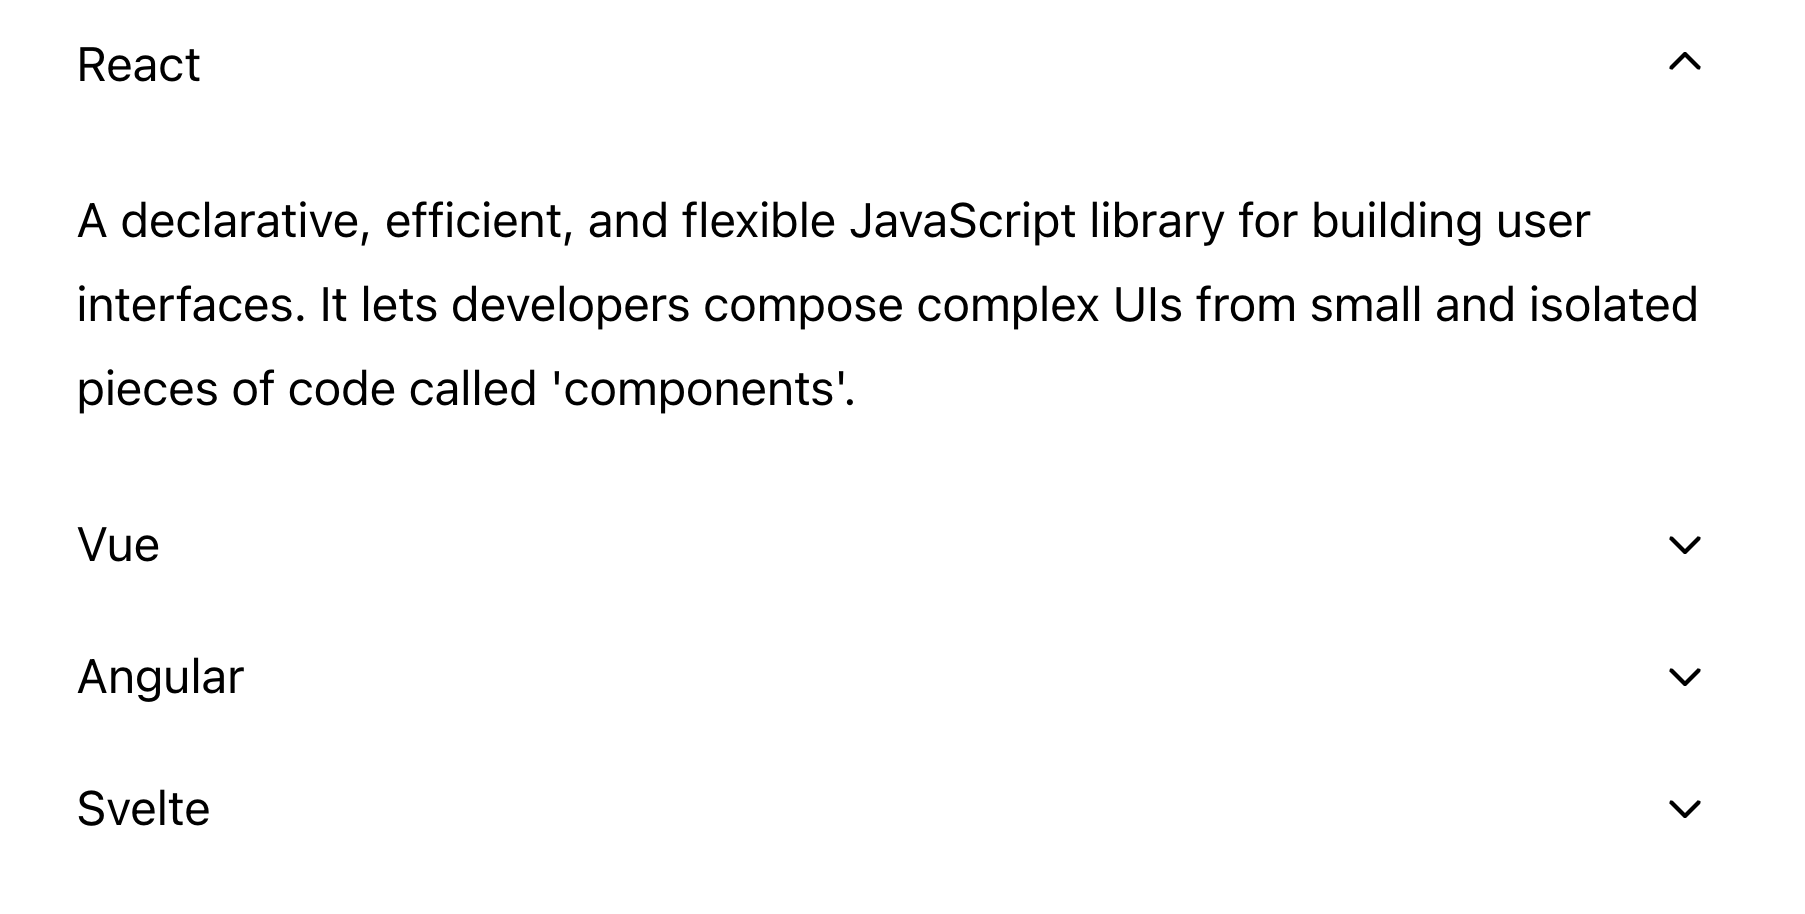 React
A declarative, efficient, and flexible JavaScript library for building user
interfaces. It lets developers compose complex UIs from small and isolated
pieces of code called 'components'.
Vue
Angular
Svelte